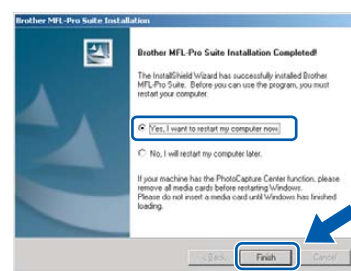 Brother MFL-Pro Suite Installation
Brother MFL-Pro Suite Installation Completed!
The InstallShield Wizard has successfully installed Brother
MFL-Pro Suite. Before you can use the program, you must
restart your computer.
Yes, I want to restart my computer now.
No, I will restart my computer later.
If your machine has the PhotoCapture Center function, please
remove all media cards before restarting Windows.
Please do not insert a media card until Windows has finished
loading.
< Back Finish Cancel